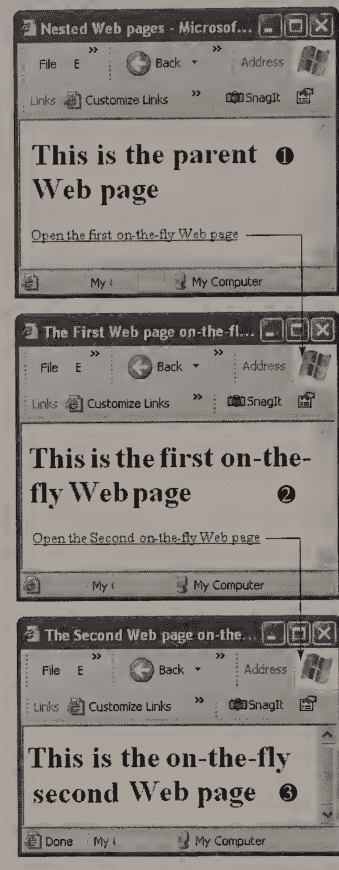 Nested Web pages - Microsof...
File E » Back » Address
Links Customize Links » SnagIt
This is the parent ❶
Web page
Open the first on-the-fly Web page
My ( My Computer
The First Web page on-the-fl...
File E » Back » Address
Links Customize Links » SnagIt
This is the first on-the-
fly Web page ❷
Open the Second on-the-fly Web page
My ( My Computer
The Second Web page on-the...
File E » Back » Address
Links Customize Links » SnagIt
This is the on-the-fly
second Web page ❸
Done My ( My Computer